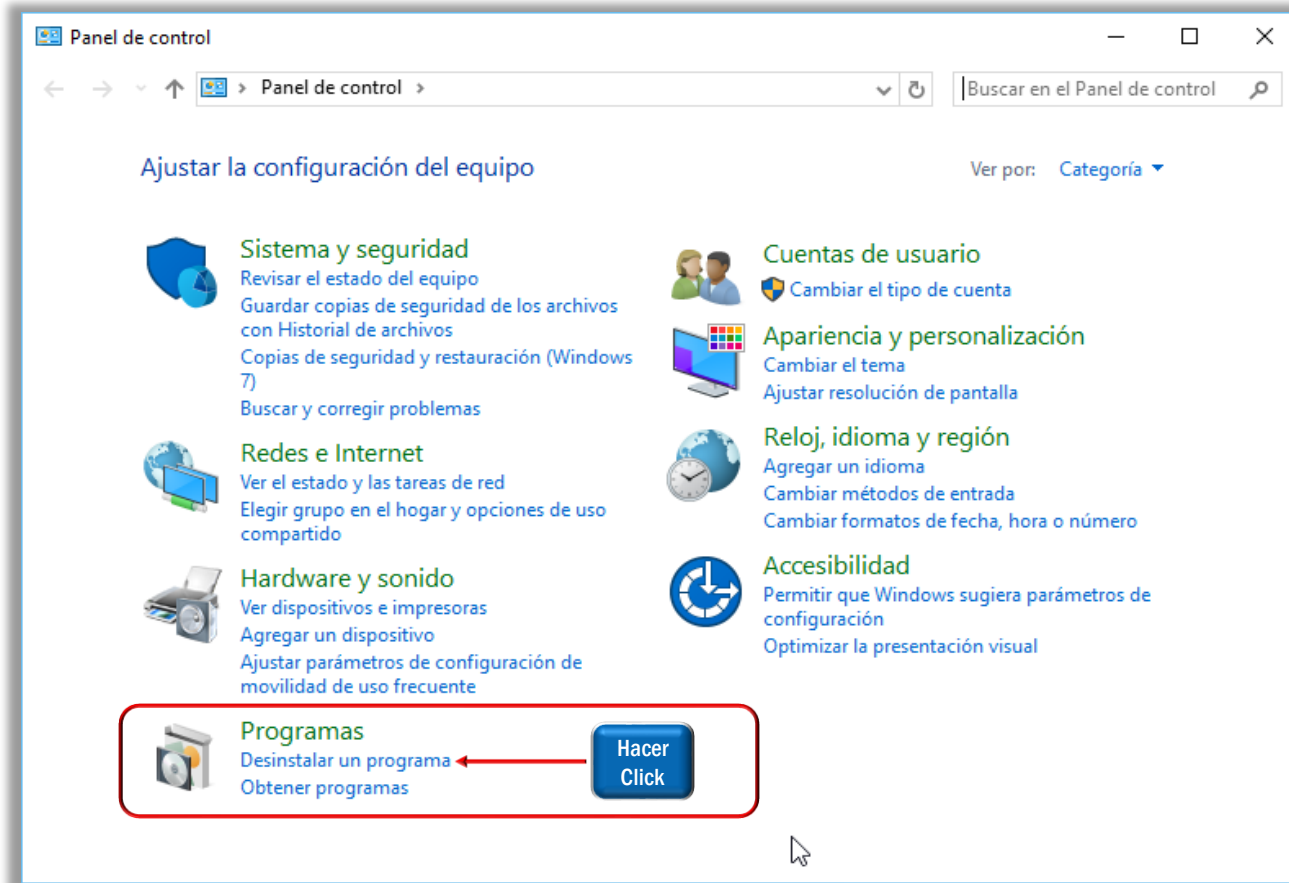 Panel de control
Panel de control
Buscar en el Panel de control
Ajustar la configuración del equipo
Ver por: Categoría
Sistema y seguridad
Revisar el estado del equipo
Guardar copias de seguridad de los archivos
con Historial de archivos
Copias de seguridad y restauración (Windows
7)
Buscar y corregir problemas
Redes e Internet
Ver el estado y las tareas de red
Elegir grupo en el hogar y opciones de uso
compartido
Hardware y sonido
Ver dispositivos e impresoras
Agregar un dispositivo
Ajustar parámetros de configuración de
movilidad de uso frecuente
Programas
Desinstalar un programa
Obtener programas
Hacer
Click
Cuentas de usuario
Cambiar el tipo de cuenta
Apariencia y personalización
Cambiar el tema
Ajustar resolución de pantalla
Reloj, idioma y región
Agregar un idioma
Cambiar métodos de entrada
Cambiar formatos de fecha, hora o número
Accesibilidad
Permitir que Windows sugiera parámetros de
configuración
Optimizar la presentación visual